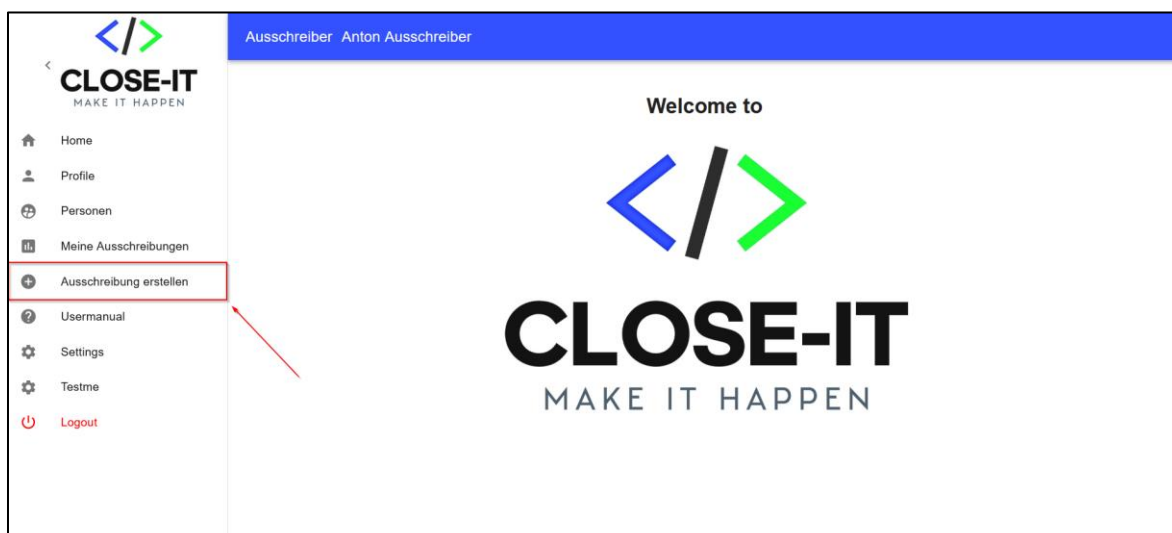 CLOSE-IT
MAKE IT HAPPEN
Home
Profile
Personen
Meine Ausschreibungen
Ausschreibung erstellen
Usermanual
Settings
Testme
Logout
Ausschreiber Anton Ausschreiber
Welcome to
CLOSE-IT
MAKE IT HAPPEN